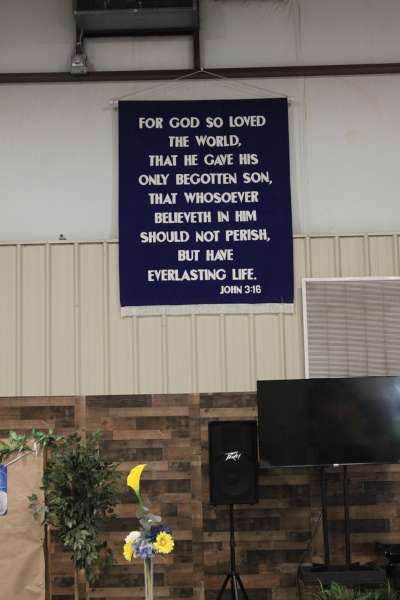 FOR GOD SO LOVED
THE WORLD,
THAT HE GAVE HIS
ONLY BEGOTTEN SON,
THAT WHOSOEVER
BELIEVETH IN HIM
SHOULD NOT PERISH,
BUT HAVE
EVERLASTING LIFE.
JOHN 3:16
PEAVEY